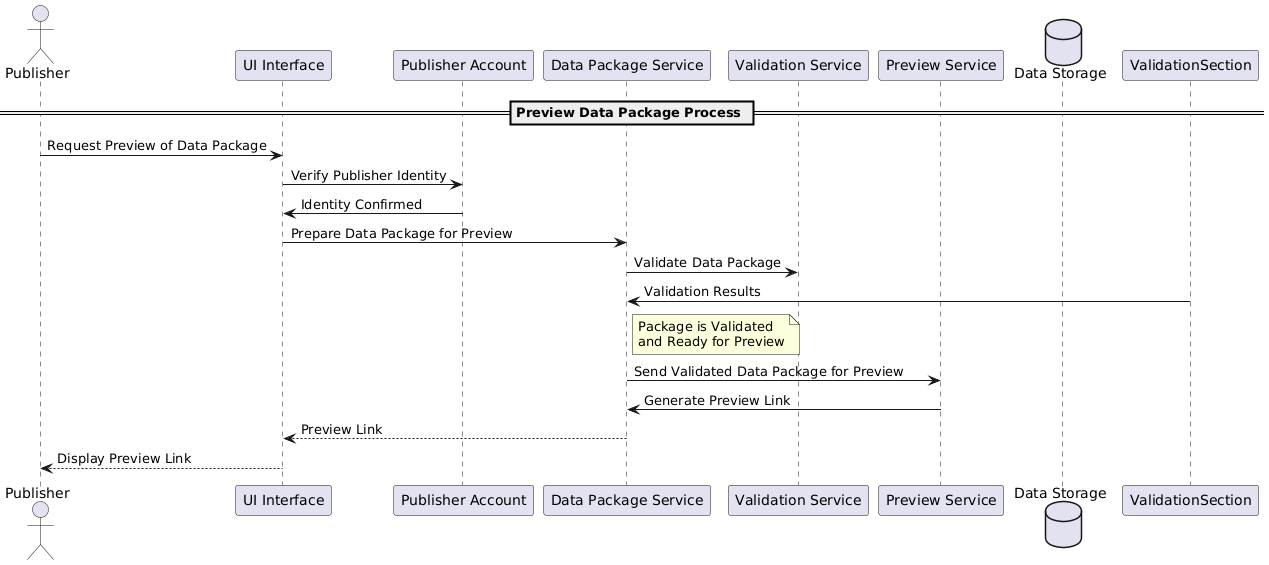 Publisher
UI Interface
Publisher Account
Data Package Service
Validation Service
Preview Service
Data Storage
ValidationSection
Preview Data Package Process
Request Preview of Data Package
Verify Publisher Identity
Identity Confirmed
Prepare Data Package for Preview
Validate Data Package
Validation Results
Package is Validated
and Ready for Preview
Send Validated Data Package for Preview
Generate Preview Link
Preview Link
Display Preview Link
Publisher
UI Interface
Publisher Account
Data Package Service
Validation Service
Preview Service
Data Storage
ValidationSection